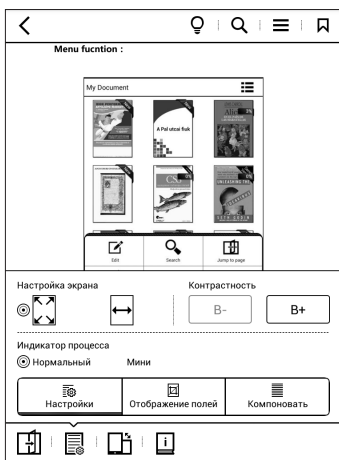 Menu fucntion :
My Document
A Pal utcai fiuk
Edit
Search
Jump to page
Настройка экрана
Контрастность
B-
B+
Индикатор процесса
Нормальный
Мини
Настройки
Отображение полей
Компоновать